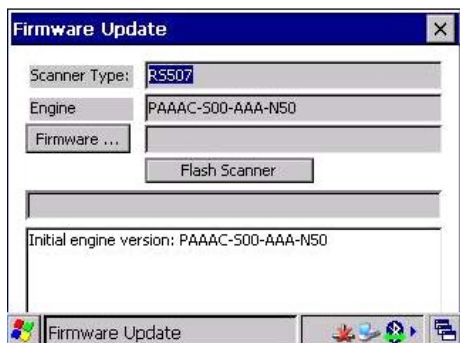 Firmware Update
Scanner Type: RS507
Engine PAAAC-S00-AAA-N50
Firmware ...
Flash Scanner
Initial engine version: PAAAC-S00-AAA-N50
Firmware Update